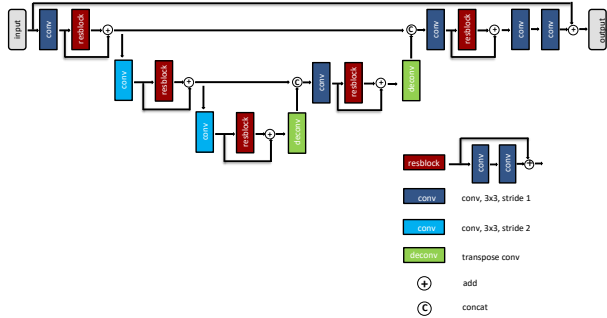 input
conv
resblock
+
C
conv
resblock
+
conv
conv
+
output
conv
resblock
+
C
conv
resblock
+
deconv
conv
resblock
+
deconv
resblock
conv
conv
+
conv
conv, 3x3, stride 1
conv
conv, 3x3, stride 2
deconv
transpose conv
+
add
C
concat